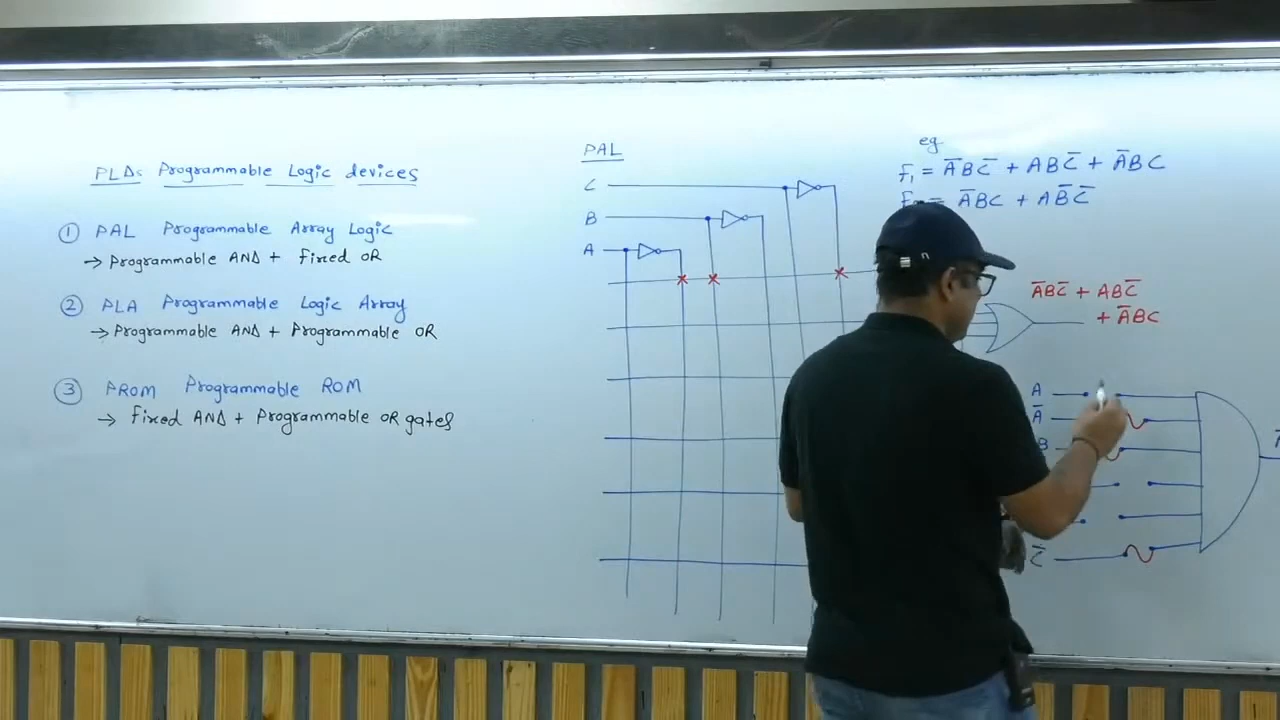 PLDs Programmable Logic devices
① PAL Programmable Array Logic
→ Programmable AND + fixed OR
② PLA Programmable Logic Array
→ Programmable AND + Programmable OR
③ PROM Programmable ROM
→ fixed AND + Programmable OR gates
PAL
C
B
A
eg
F₁ = A̅BC̅ + ABC̅ + A̅BC
= A̅BC + AB̅C̅
A̅BC̅ + ABC̅
+ A̅BC
A
A̅
B
C̅